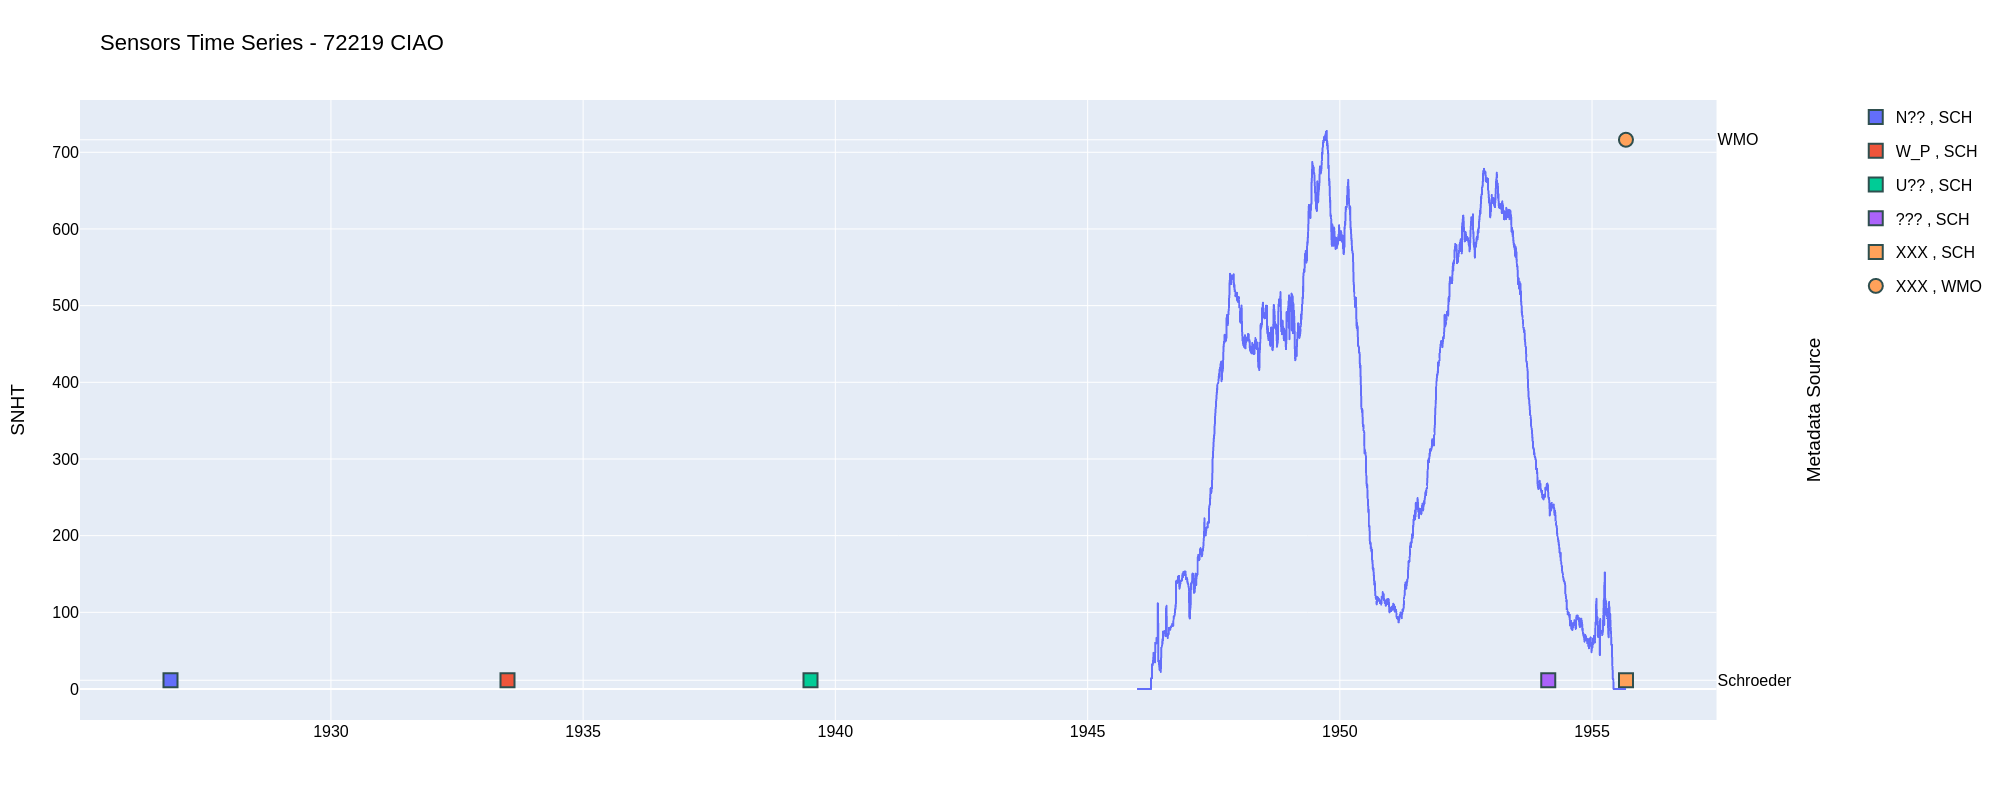 Sensors Time Series - 72219 CIAO
SNHT
700
600
500
400
300
200
100
0
1930
1935
1940
1945
1950
1955
WMO
Schroeder
Metadata Source
N?? , SCH
W_P , SCH
U?? , SCH
??? , SCH
XXX , SCH
XXX , WMO